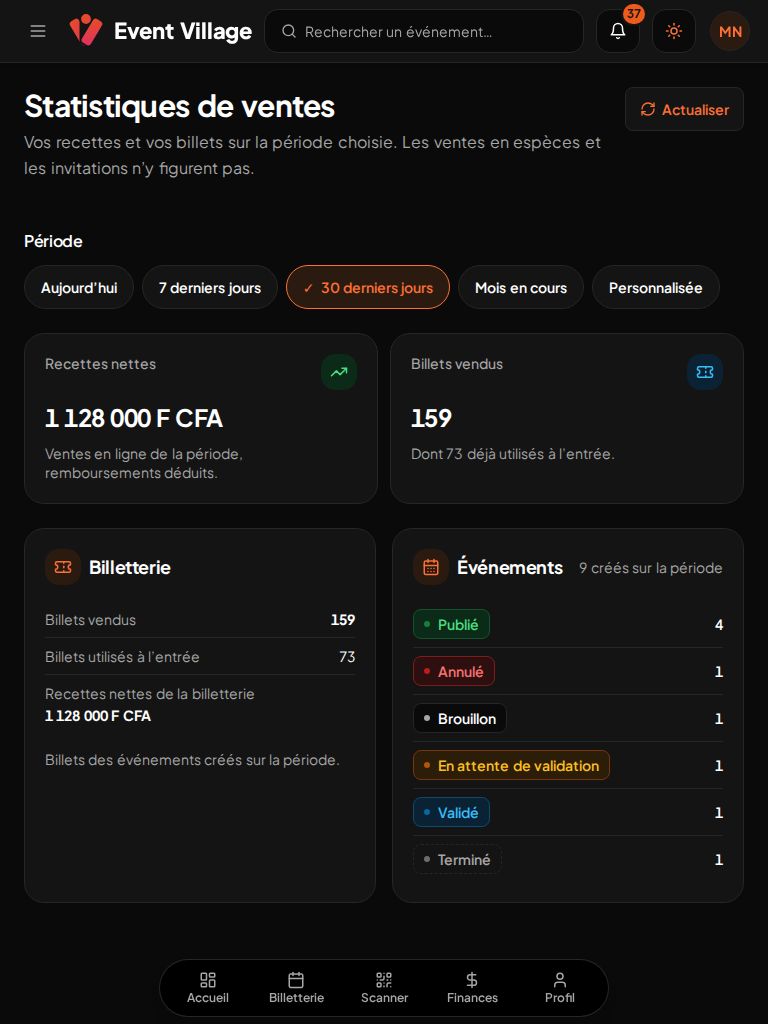 Event Village
Rechercher un événement…
37
MN
Statistiques de ventes
Actualiser
Vos recettes et vos billets sur la période choisie. Les ventes en espèces et
les invitations n’y figurent pas.
Période
Aujourd’hui
7 derniers jours
✓ 30 derniers jours
Mois en cours
Personnalisée
Recettes nettes
1 128 000 F CFA
Ventes en ligne de la période,
remboursements déduits.
Billets vendus
159
Dont 73 déjà utilisés à l’entrée.
Billetterie
Billets vendus 159
Billets utilisés à l’entrée 73
Recettes nettes de la billetterie
1 128 000 F CFA
Billets des événements créés sur la période.
Événements 9 créés sur la période
Publié 4
Annulé 1
Brouillon 1
En attente de validation 1
Validé 1
Terminé 1
Accueil
Billetterie
Scanner
Finances
Profil